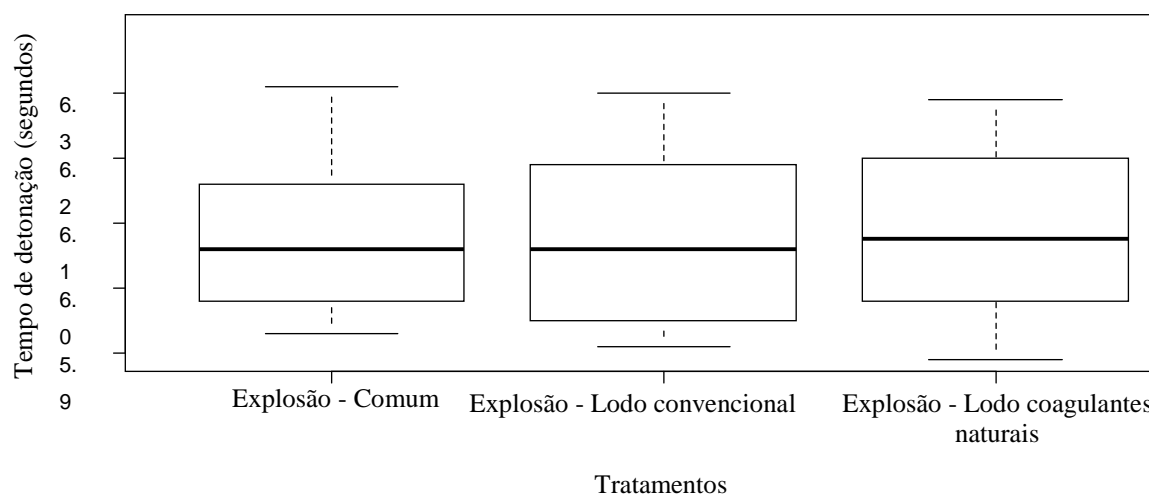 Tempo de detonação (segundos)
6.
3
6.
2
6.
1
6.
0
5.
9
Explosão - Comum
Explosão - Lodo convencional
Explosão - Lodo coagulantes
naturais
Tratamentos